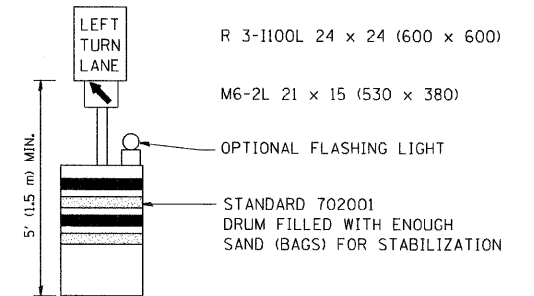 LEFT
TURN
LANE
R 3-I100L 24 x 24 (600 x 600)
M6-2L 21 x 15 (530 x 380)
5' (1.5 m) MIN.
OPTIONAL FLASHING LIGHT
STANDARD 702001
DRUM FILLED WITH ENOUGH
SAND (BAGS) FOR STABILIZATION